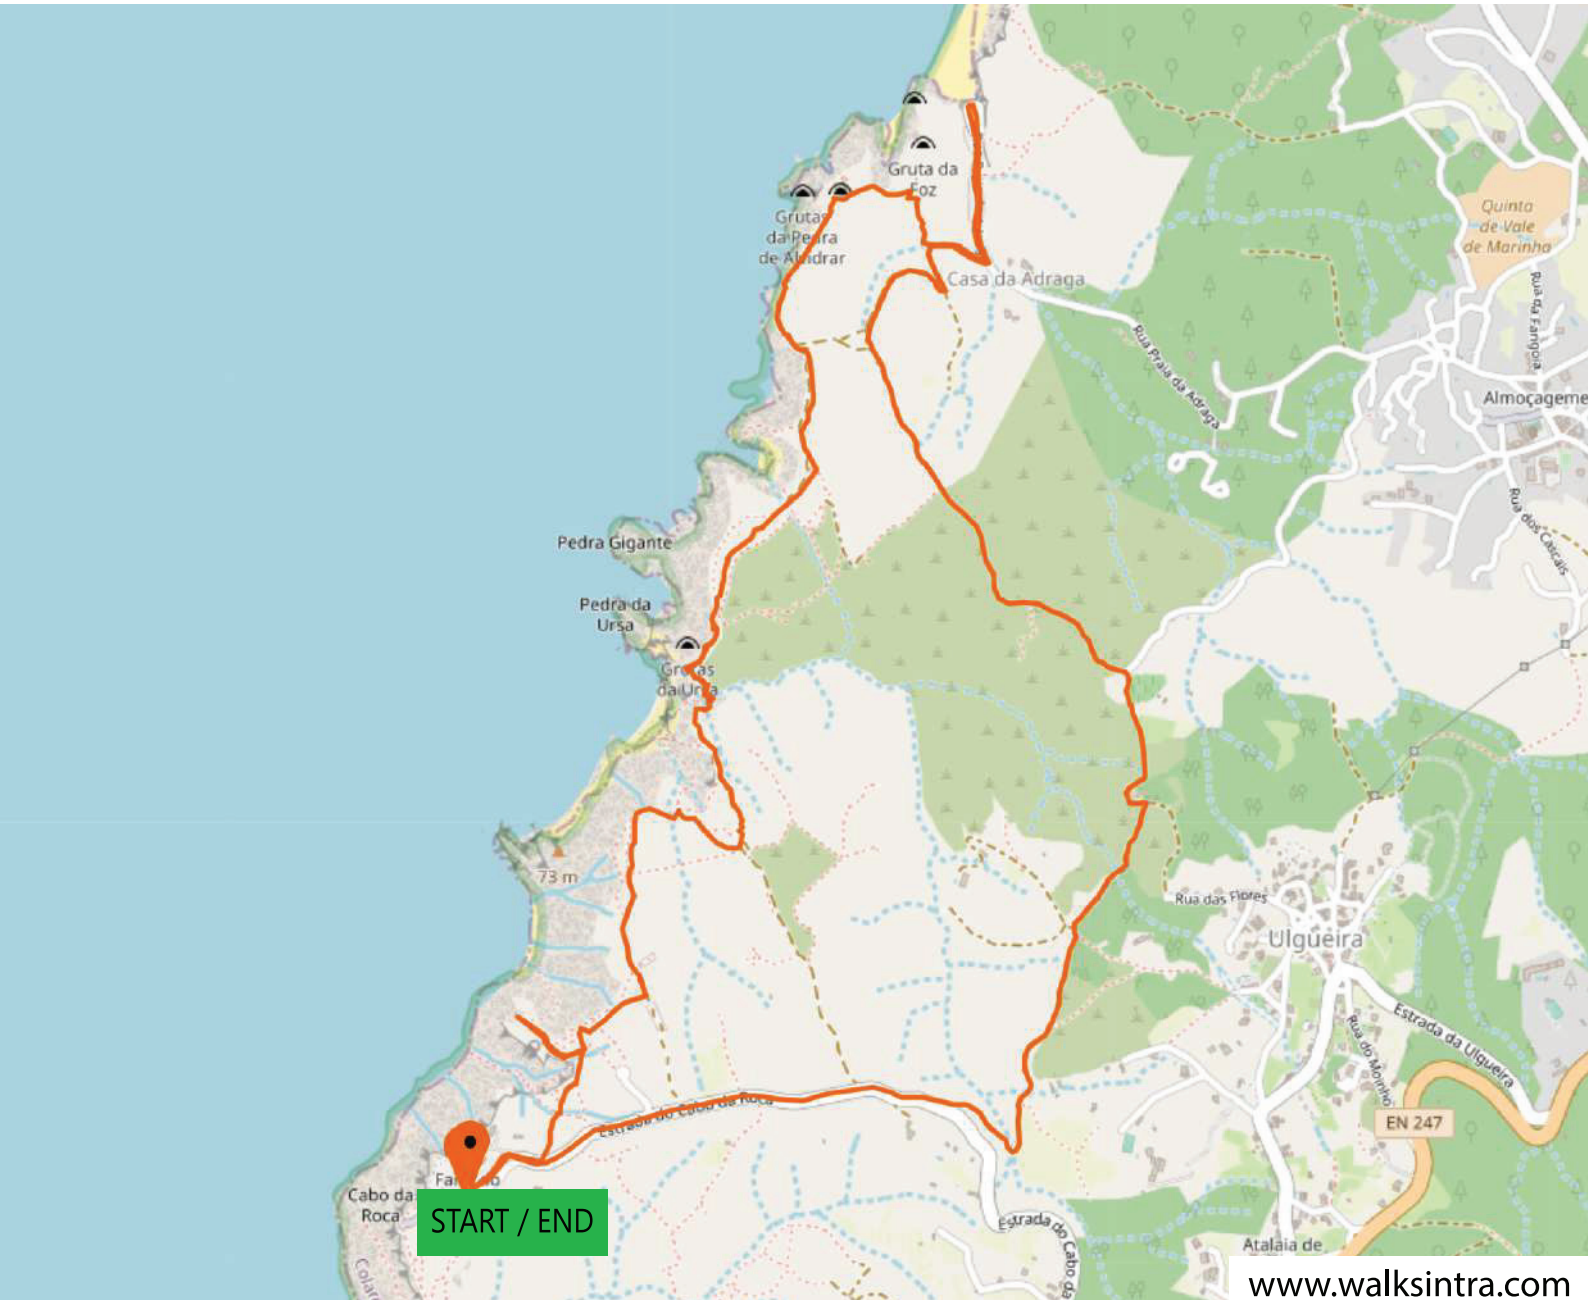 Gruta da
Foz
Grutas
da Pedra
de Alvidrar
Casa da Adraga
Quinta
de Vale
de Marinha
Rua da Fangoia
Rua Praia da Adraga
Almoçageme
Rua dos Cascais
Pedra Gigante
Pedra da
Ursa
Grutas
da Ursa
73 m
Rua das Flores
Ulgueira
Estrada da Ulgueira
Rua do Moinho
EN 247
Estrada do Cabo da Roca
Cabo da
Roca
START / END
Estrada do Cabo da
Atalaia de
Colar
www.walksintra.com